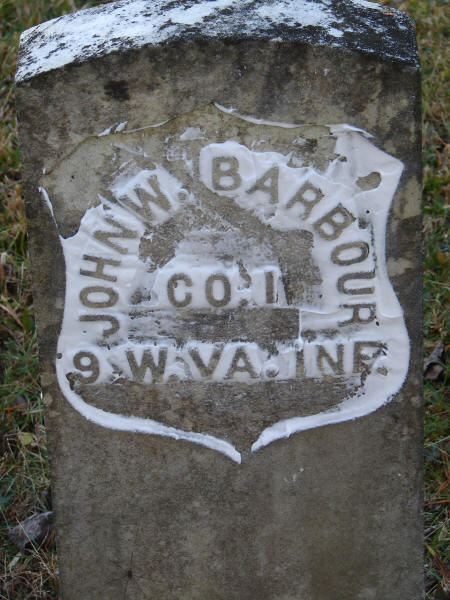 JOHN W. BARBOUR
CO. I
9 W. VA. INF.